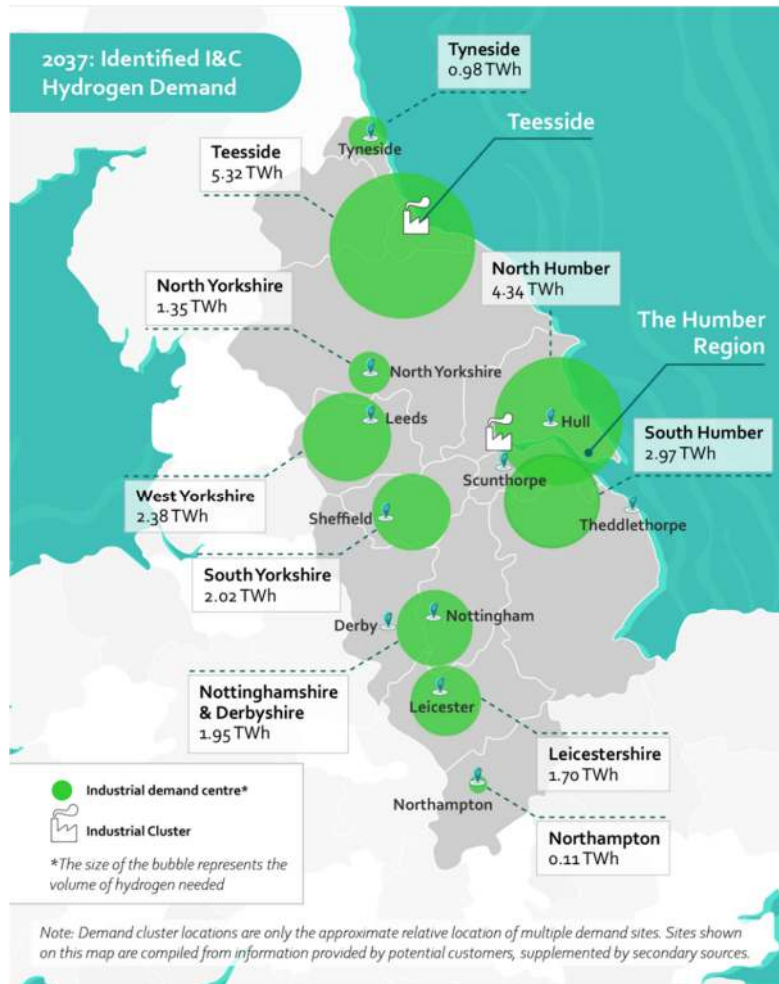 2037: Identified I&C
Hydrogen Demand
Tyneside
0.98 TWh
Teesside
Tyneside
Teesside
5.32 TWh
North Humber
4.34 TWh
North Yorkshire
1.35 TWh
The Humber
Region
North Yorkshire
Leeds
Hull
South Humber
2.97 TWh
Scunthorpe
West Yorkshire
2.38 TWh
Sheffield
Theddlethorpe
South Yorkshire
2.02 TWh
Derby
Nottingham
Nottinghamshire
& Derbyshire
1.95 TWh
Leicester
Leicestershire
1.70 TWh
Northampton
Northampton
0.11 TWh
Industrial demand centre*
Industrial Cluster
*The size of the bubble represents the
volume of hydrogen needed
Note: Demand cluster locations are only the approximate relative location of multiple demand sites. Sites shown
on this map are compiled from information provided by potential customers, supplemented by secondary sources.